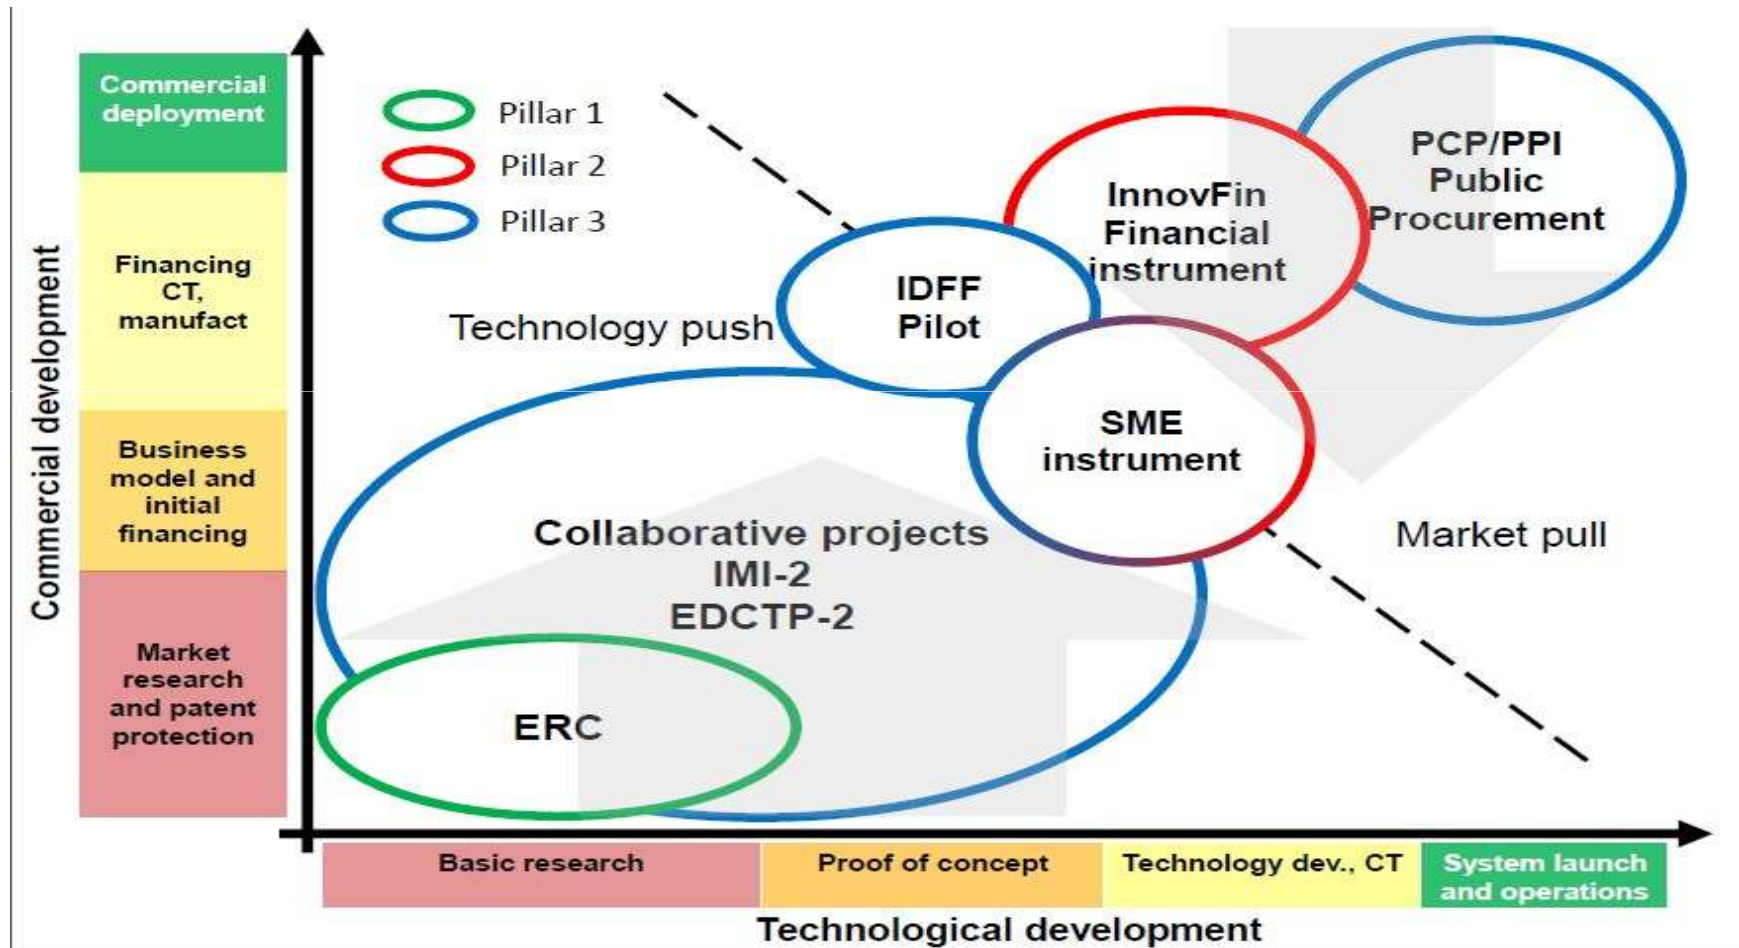 Commercial development
Commercial
deployment
Financing
CT,
manufact
Business
model and
initial
financing
Market
research
and patent
protection
Pillar 1
Pillar 2
Pillar 3
Technology push
IDFF
Pilot
InnovFin
Financial
instrument
PCP/PPI
Public
Procurement
SME
instrument
Market pull
Collaborative projects
IMI-2
EDCTP-2
ERC
Basic research
Proof of concept
Technology dev., CT
System launch
and operations
Technological development